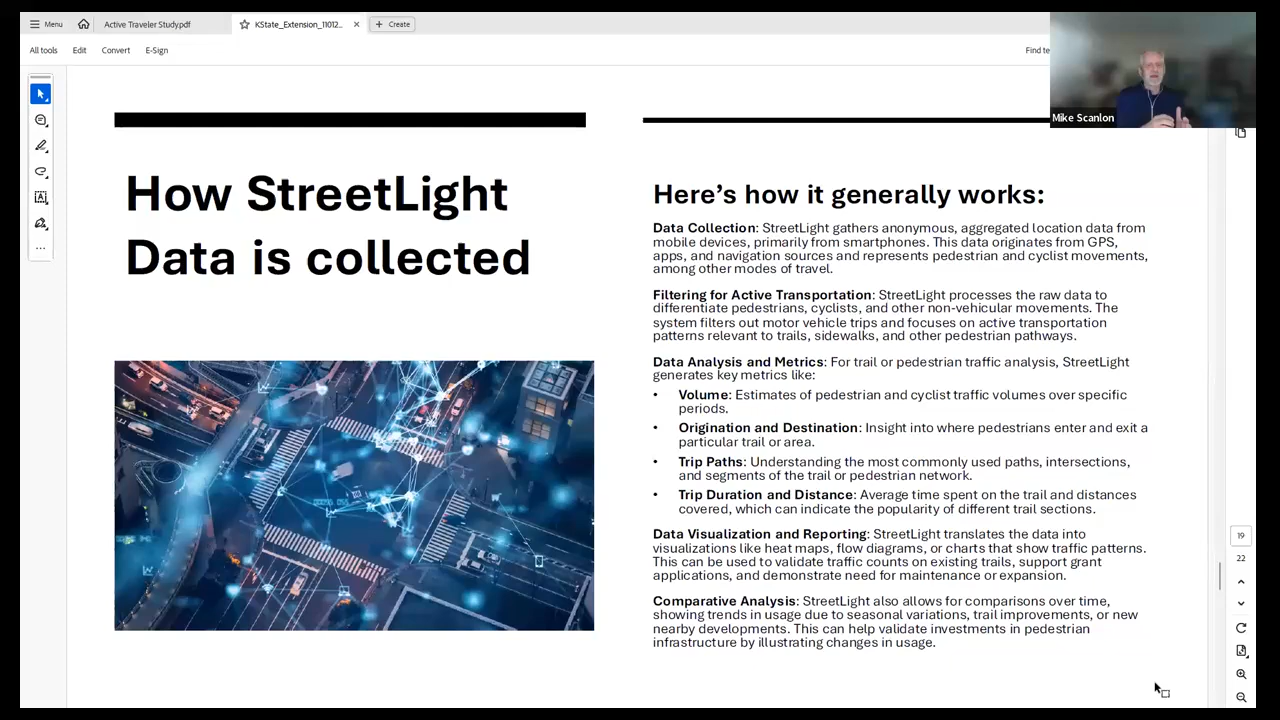 Menu
Active Traveler Study.pdf
KState_Extension_11012...
Create
All tools
Edit
Convert
E-Sign
Find te
Mike Scanlon
How StreetLight
Data is collected
Here's how it generally works:
Data Collection: StreetLight gathers anonymous, aggregated location data from
mobile devices, primarily from smartphones. This data originates from GPS,
apps, and navigation sources and represents pedestrian and cyclist movements,
among other modes of travel.
Filtering for Active Transportation: StreetLight processes the raw data to
differentiate pedestrians, cyclists, and other non-vehicular movements. The
system filters out motor vehicle trips and focuses on active transportation
patterns relevant to trails, sidewalks, and other pedestrian pathways.
Data Analysis and Metrics: For trail or pedestrian traffic analysis, StreetLight
generates key metrics like:
• Volume: Estimates of pedestrian and cyclist traffic volumes over specific
periods.
• Origination and Destination: Insight into where pedestrians enter and exit a
particular trail or area.
• Trip Paths: Understanding the most commonly used paths, intersections,
and segments of the trail or pedestrian network.
• Trip Duration and Distance: Average time spent on the trail and distances
covered, which can indicate the popularity of different trail sections.
Data Visualization and Reporting: StreetLight translates the data into
visualizations like heat maps, flow diagrams, or charts that show traffic patterns.
This can be used to validate traffic counts on existing trails, support grant
applications, and demonstrate need for maintenance or expansion.
Comparative Analysis: StreetLight also allows for comparisons over time,
showing trends in usage due to seasonal variations, trail improvements, or new
nearby developments. This can help validate investments in pedestrian
infrastructure by illustrating changes in usage.
19
22